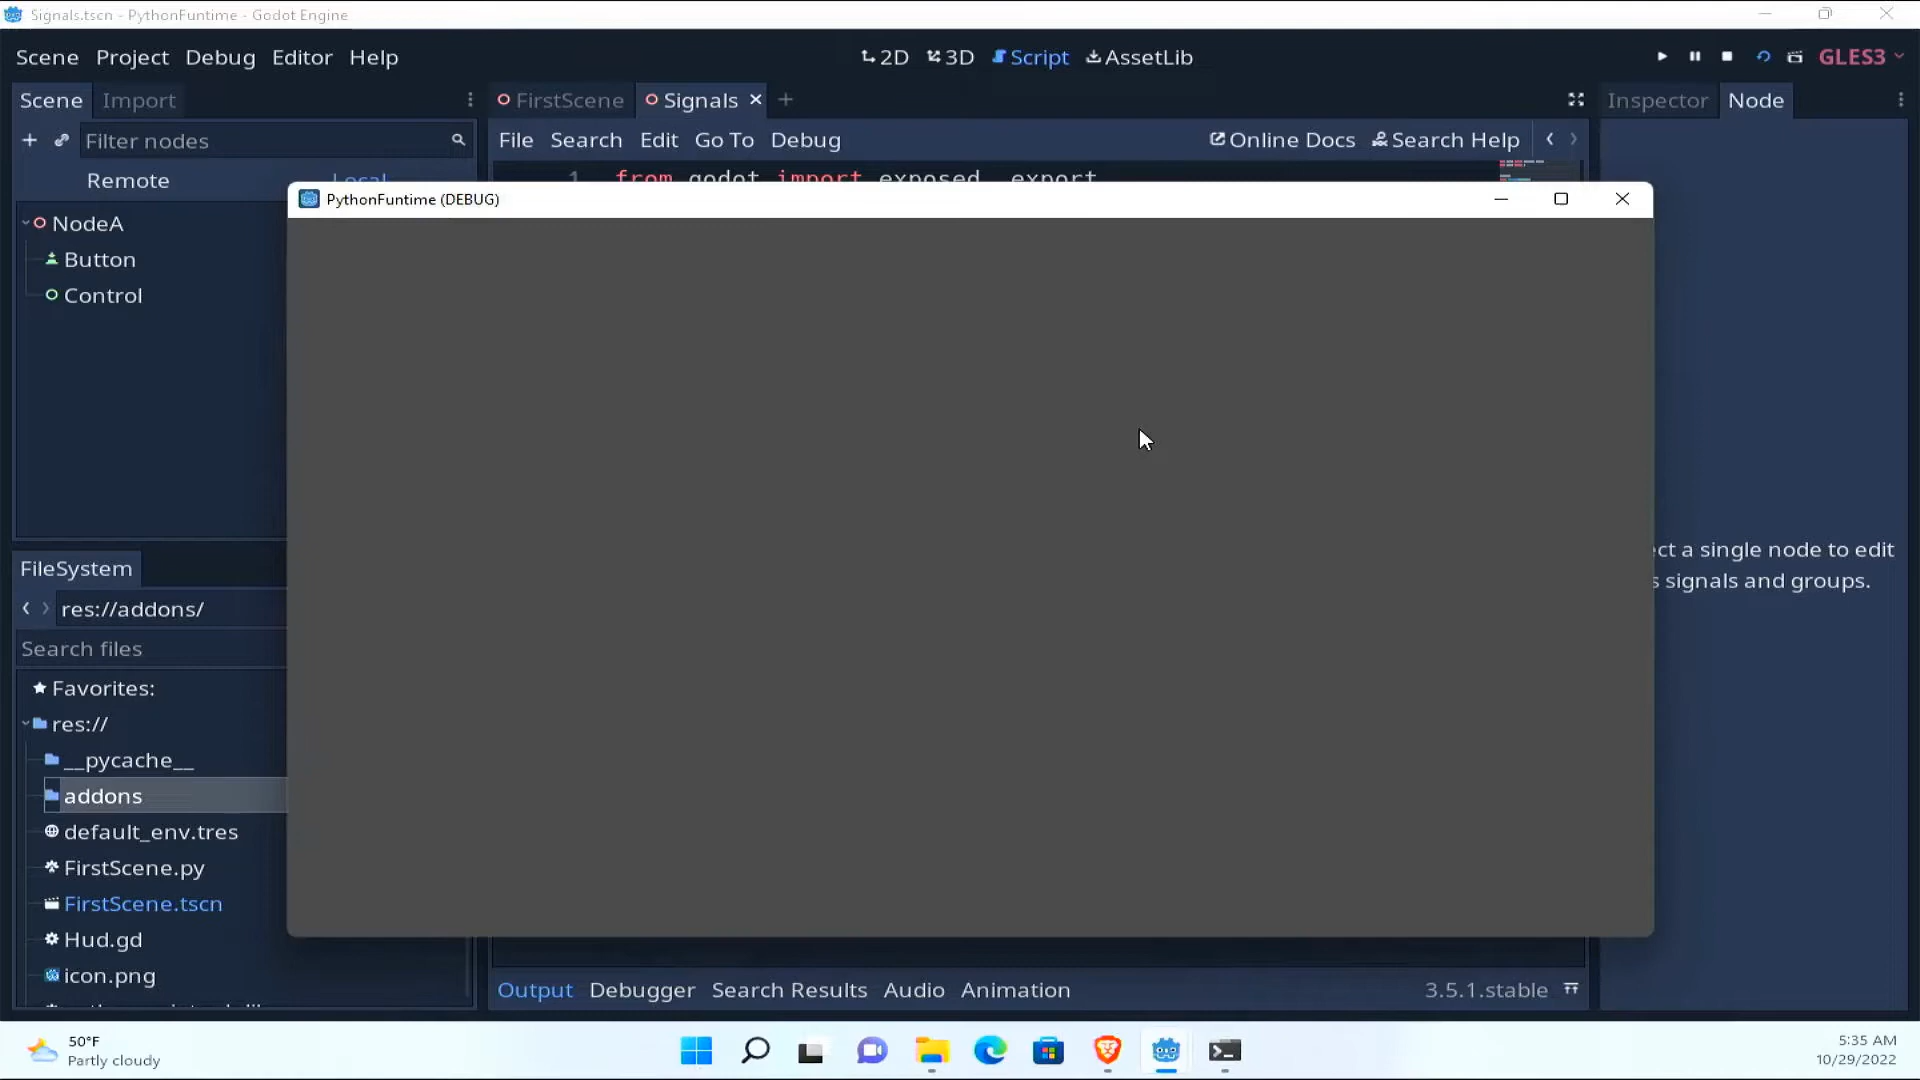 Signals.tscn - PythonFuntime - Godot Engine
Scene Project Debug Editor Help
2D 3D Script AssetLib
GLES3
Scene Import
FirstScene Signals
Inspector Node
Filter nodes
File Search Edit Go To Debug
Online Docs Search Help
Remote Local
1 from godot import exposed, export
PythonFuntime (DEBUG)
NodeA
Button
Control
ct a single node to edit
s signals and groups.
FileSystem
res://addons/
Search files
Favorites:
res://
__pycache__
addons
default_env.tres
FirstScene.py
FirstScene.tscn
Hud.gd
icon.png
Output Debugger Search Results Audio Animation
3.5.1.stable
50°F
Partly cloudy
5:35 AM
10/29/2022